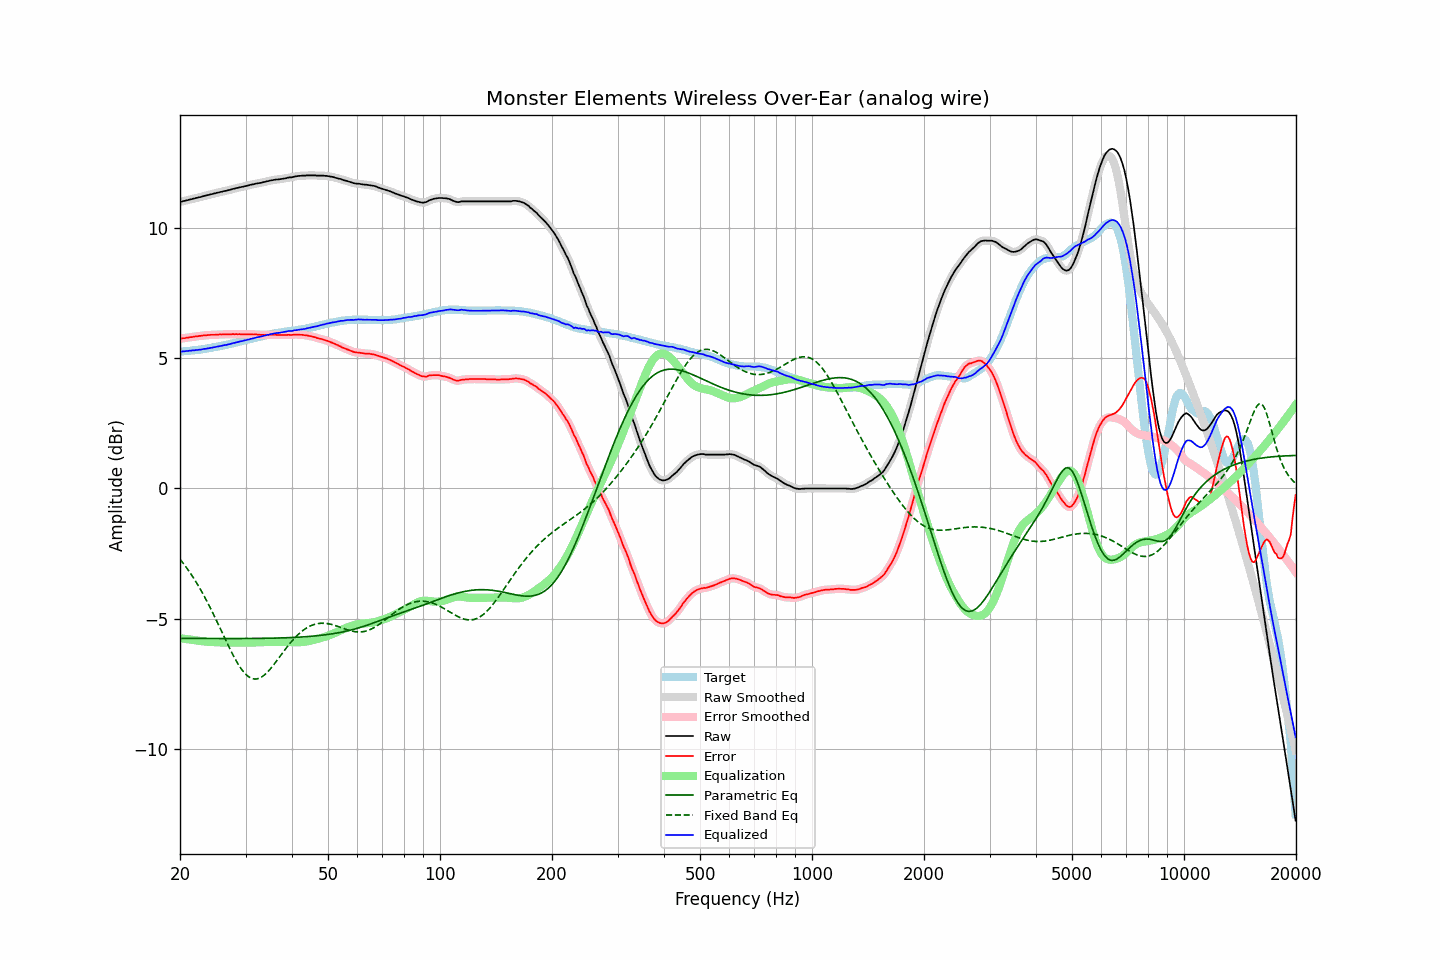 Monster Elements Wireless Over-Ear (analog wire)
Amplitude (dBr)
10
5
0
−5
−10
Target
Raw Smoothed
Error Smoothed
Raw
Error
Equalization
Parametric Eq
Fixed Band Eq
Equalized
20
50
100
200
500
1000
2000
5000
10000
20000
Frequency (Hz)